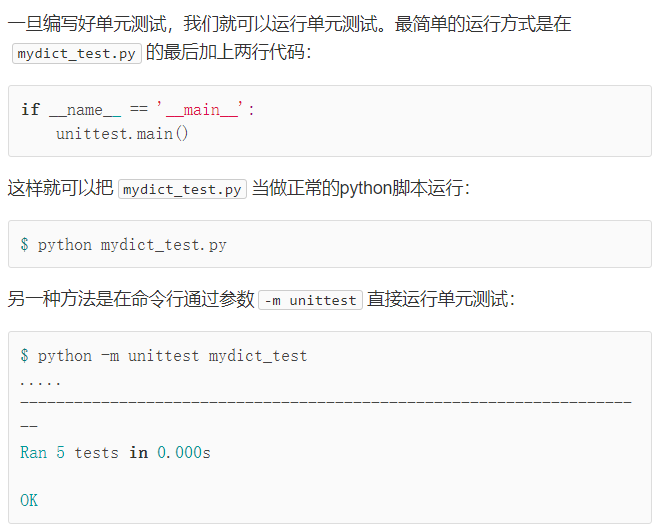 一旦编写好单元测试，我们就可以运行单元测试。最简单的运行方式是在
mydict_test.py 的最后加上两行代码：
if __name__ == '__main__':
    unittest.main()
这样就可以把 mydict_test.py 当做正常的python脚本运行：
$ python mydict_test.py
另一种方法是在命令行通过参数 -m unittest 直接运行单元测试：
$ python -m unittest mydict_test
.....
--------------------------------------------------------------------
--
Ran 5 tests in 0.000s
OK